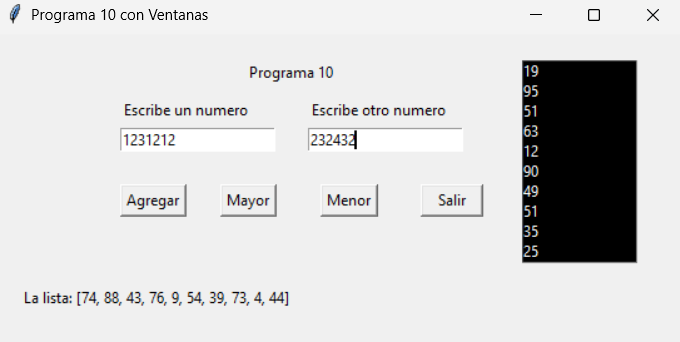 Programa 10 con Ventanas
Programa 10
Escribe un numero
Escribe otro numero
1231212
232432
Agregar
Mayor
Menor
Salir
19
95
51
63
12
90
49
51
35
25
La lista: [74, 88, 43, 76, 9, 54, 39, 73, 4, 44]